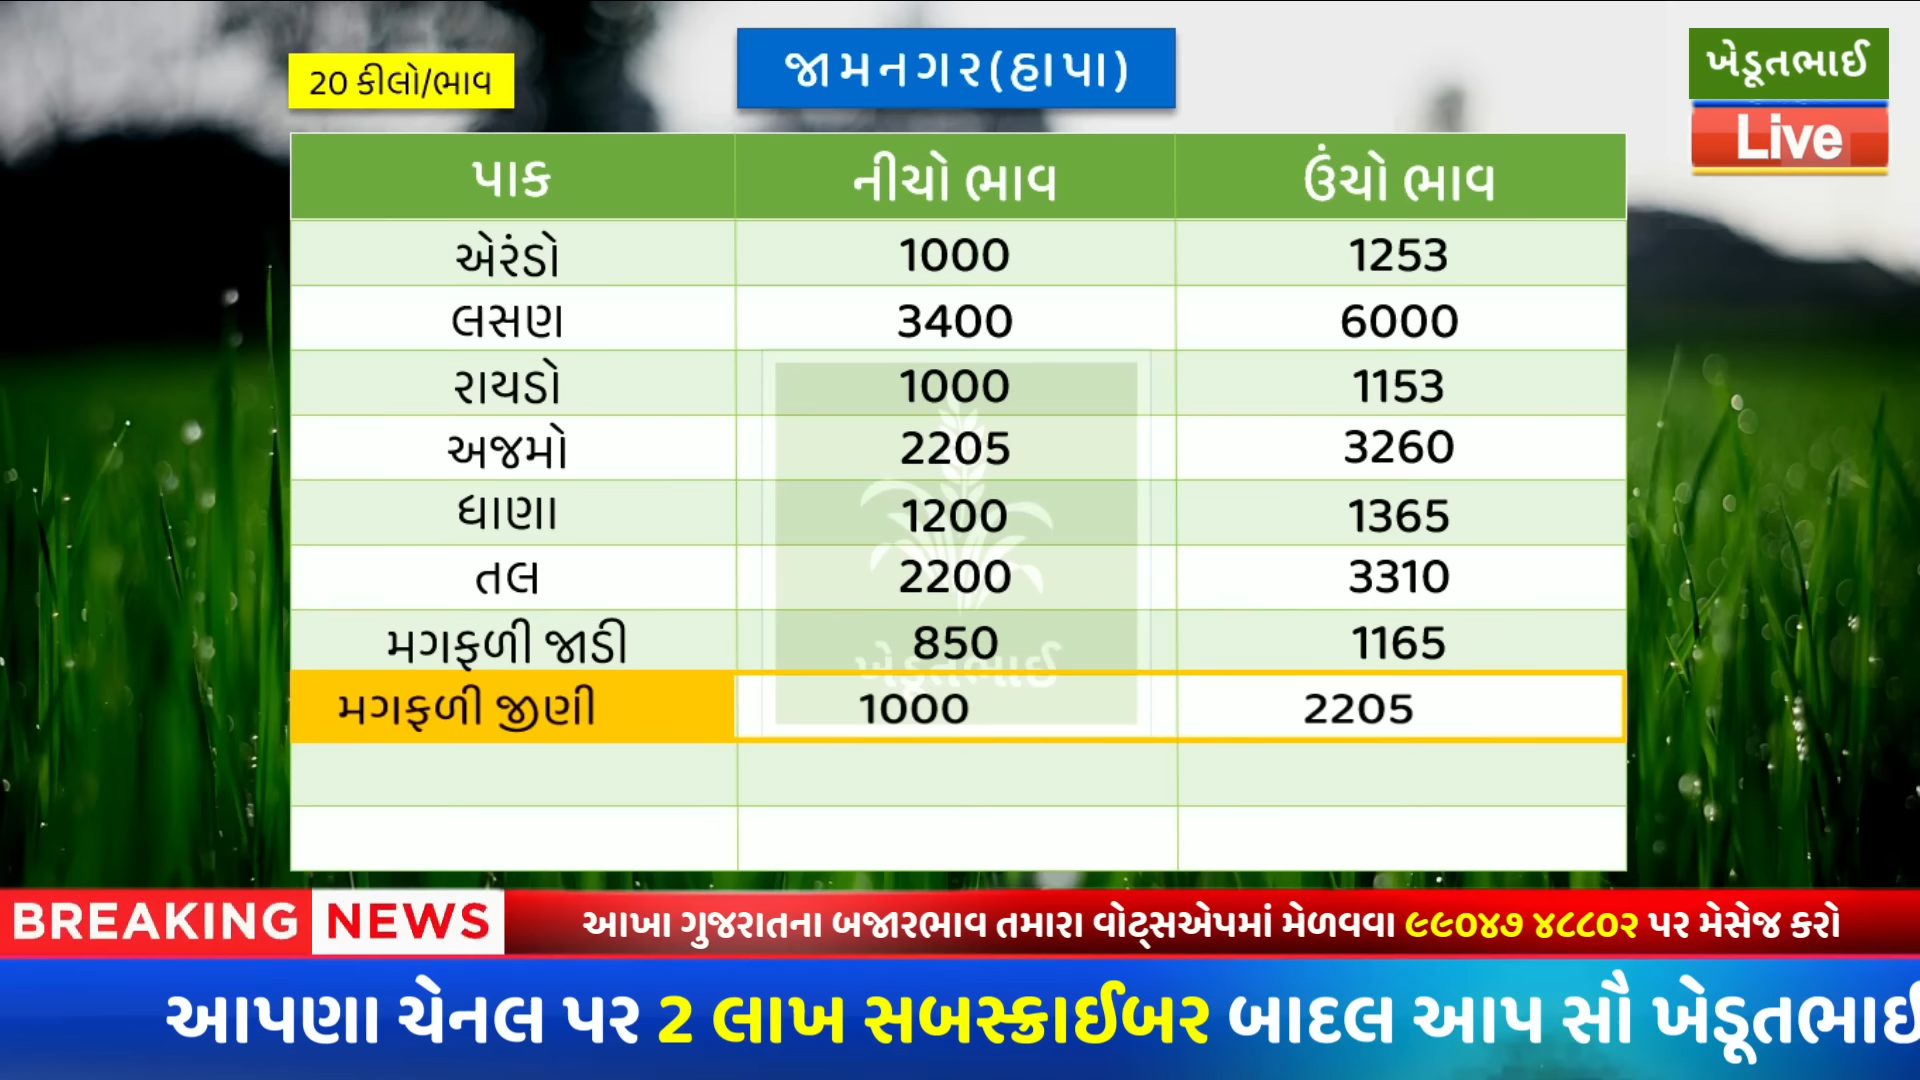 20 કીલો/ભાવ
જામનગર(હાપા)
ખેડૂતભાઈ
Live
પાક નીચો ભાવ ઉંચો ભાવ
એરંડો 1000 1253
લસણ 3400 6000
રાયડો 1000 1153
અજમો 2205 3260
ધાણા 1200 1365
તલ 2200 3310
મગફળી જાડી 850 1165
ખેડૂતભાઈ
મગફળી જીણી 1000 2205
BREAKING NEWS આખા ગુજરાતના બજારભાવ તમારા વોટ્સએપમાં મેળવવા ૯૯૦૪૭ ૪૮૮૦૨ પર મેસેજ કરો
આપણા ચેનલ પર 2 લાખ સબસ્ક્રાઈબર બાદલ આપ સૌ ખેડૂતભાઈ